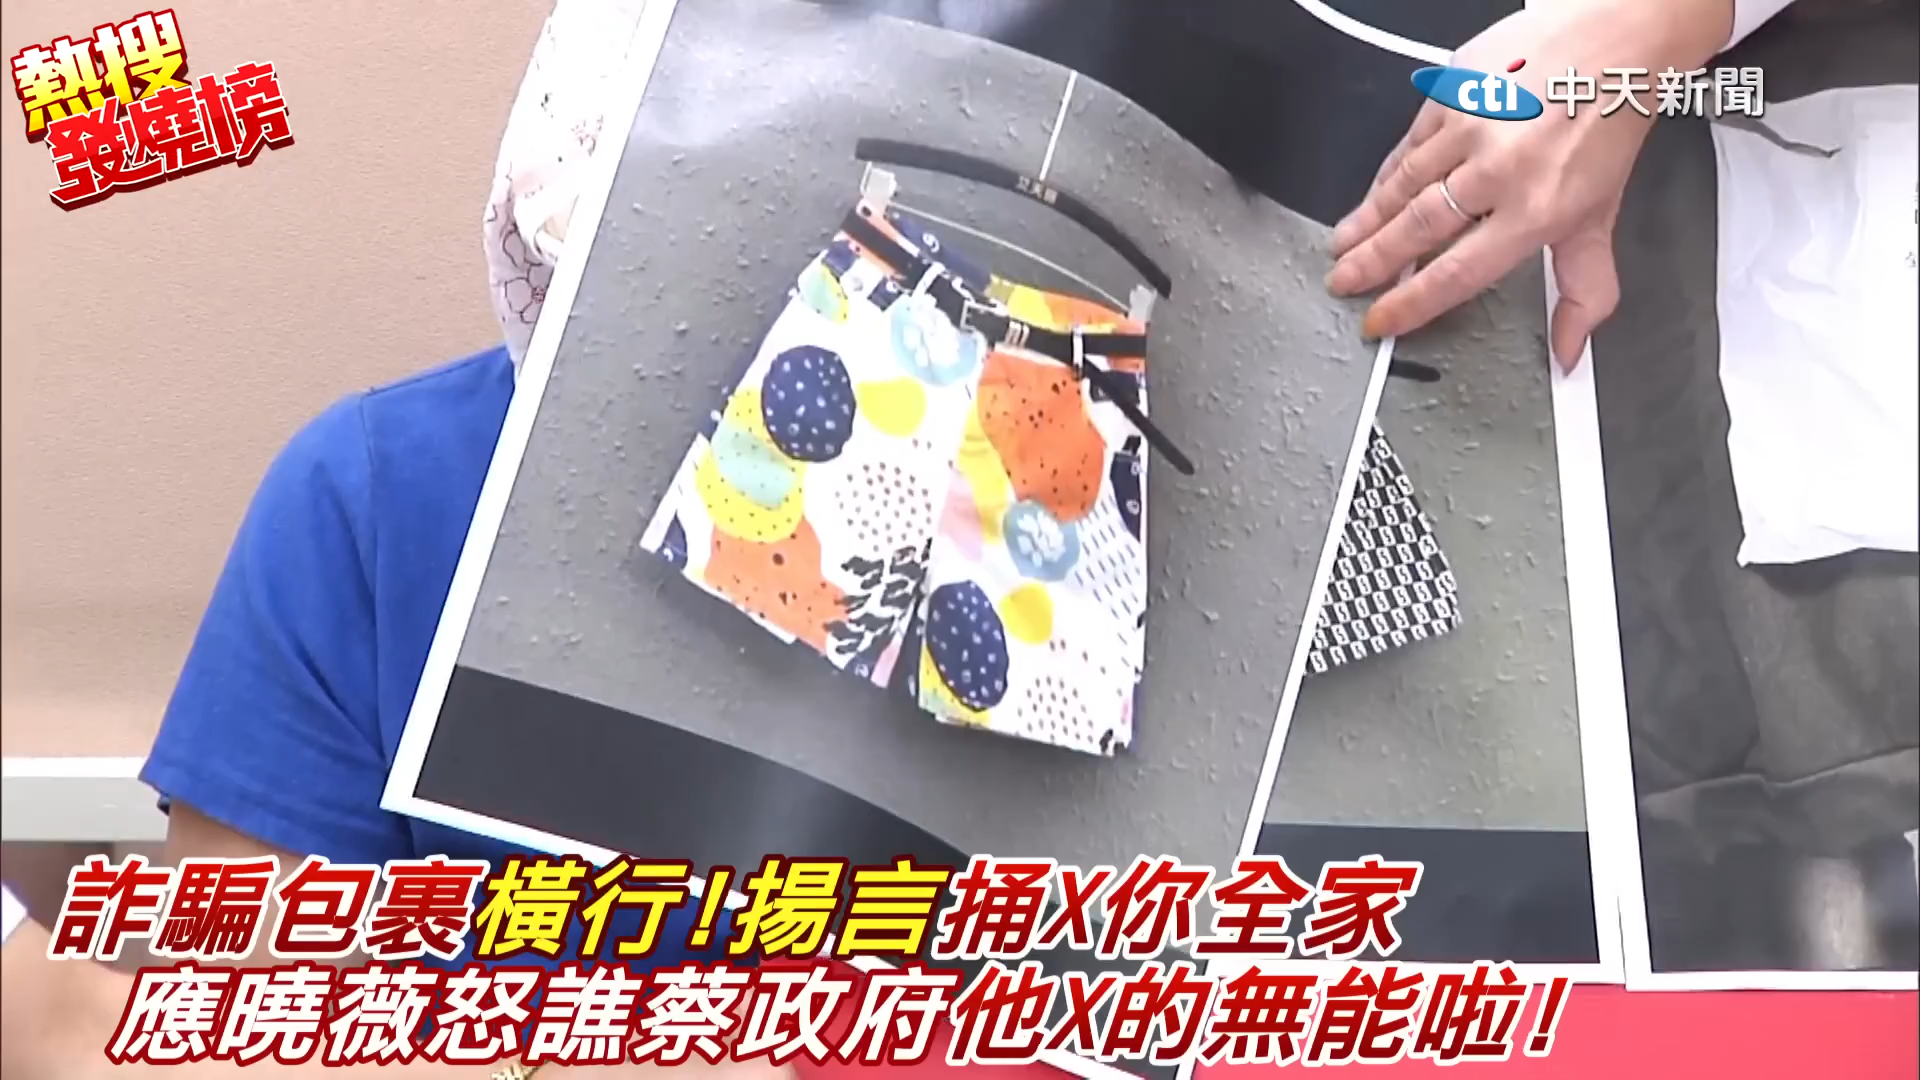 熱搜
發燒榜
cti 中天新聞
詐騙包裹橫行!揚言捅X你全家
應曉薇怒譙蔡政府他X的無能啦!